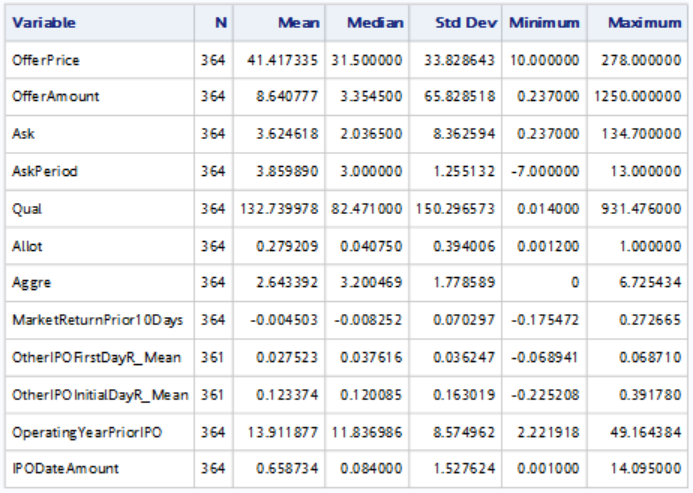 Variable N Mean Median Std Dev Minimum Maximum
OfferPrice 364 41.417335 31.500000 33.828643 10.000000 278.000000
OfferAmount 364 8.640777 3.354500 65.828518 0.237000 1250.000000
Ask 364 3.624618 2.036500 8.362594 0.237000 134.700000
AskPeriod 364 3.859890 3.000000 1.255132 -7.000000 13.000000
Qual 364 132.739978 82.471000 150.296573 0.014000 931.476000
Allot 364 0.279209 0.040750 0.394006 0.001200 1.000000
Aggre 364 2.643392 3.200469 1.778589 0 6.725434
MarketReturnPrior10Days 364 -0.004503 -0.008252 0.070297 -0.175472 0.272665
OtherIPOFirstDayR_Mean 361 0.027523 0.037616 0.036247 -0.068941 0.068710
OtherIPOInitialDayR_Mean 361 0.123374 0.120085 0.163019 -0.225208 0.391780
OperatingYearPriorIPO 364 13.911877 11.836986 8.574962 2.221918 49.164384
IPODateAmount 364 0.658734 0.084000 1.527624 0.001000 14.095000